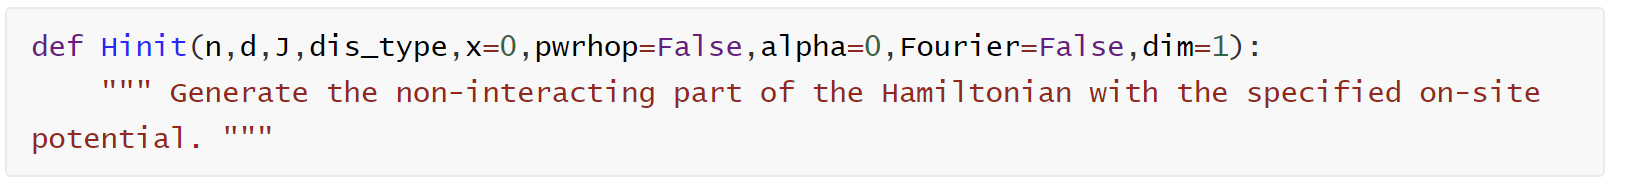 def Hinit(n,d,J,dis_type,x=0,pwrhop=False,alpha=0,Fourier=False,dim=1):
    """ Generate the non-interacting part of the Hamiltonian with the specified on-site
potential. """